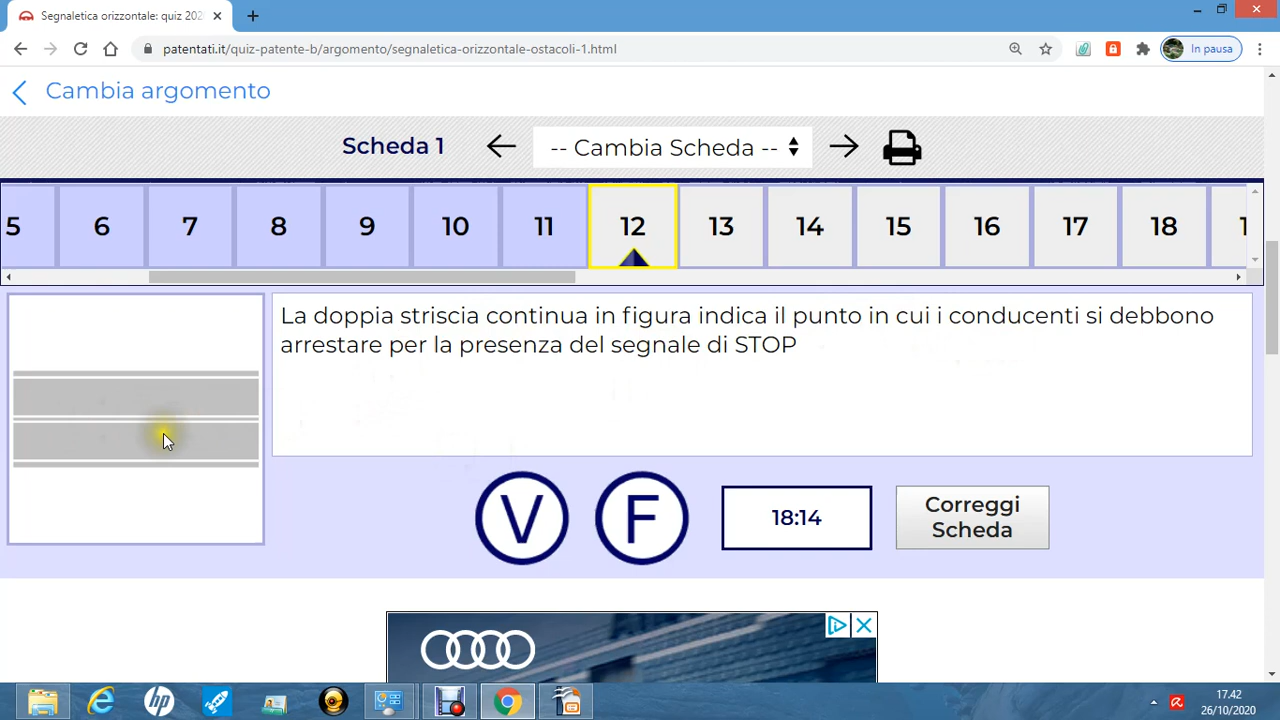 Segnaletica orizzontale: quiz 202
patentati.it/quiz-patente-b/argomento/segnaletica-orizzontale-ostacoli-1.html
In pausa
Cambia argomento
Scheda 1
-- Cambia Scheda --
5 6 7 8 9 10 11 12 13 14 15 16 17 18 1
La doppia striscia continua in figura indica il punto in cui i conducenti si debbono
arrestare per la presenza del segnale di STOP
V F 18:14 Correggi
Scheda
hp
17.42
26/10/2020